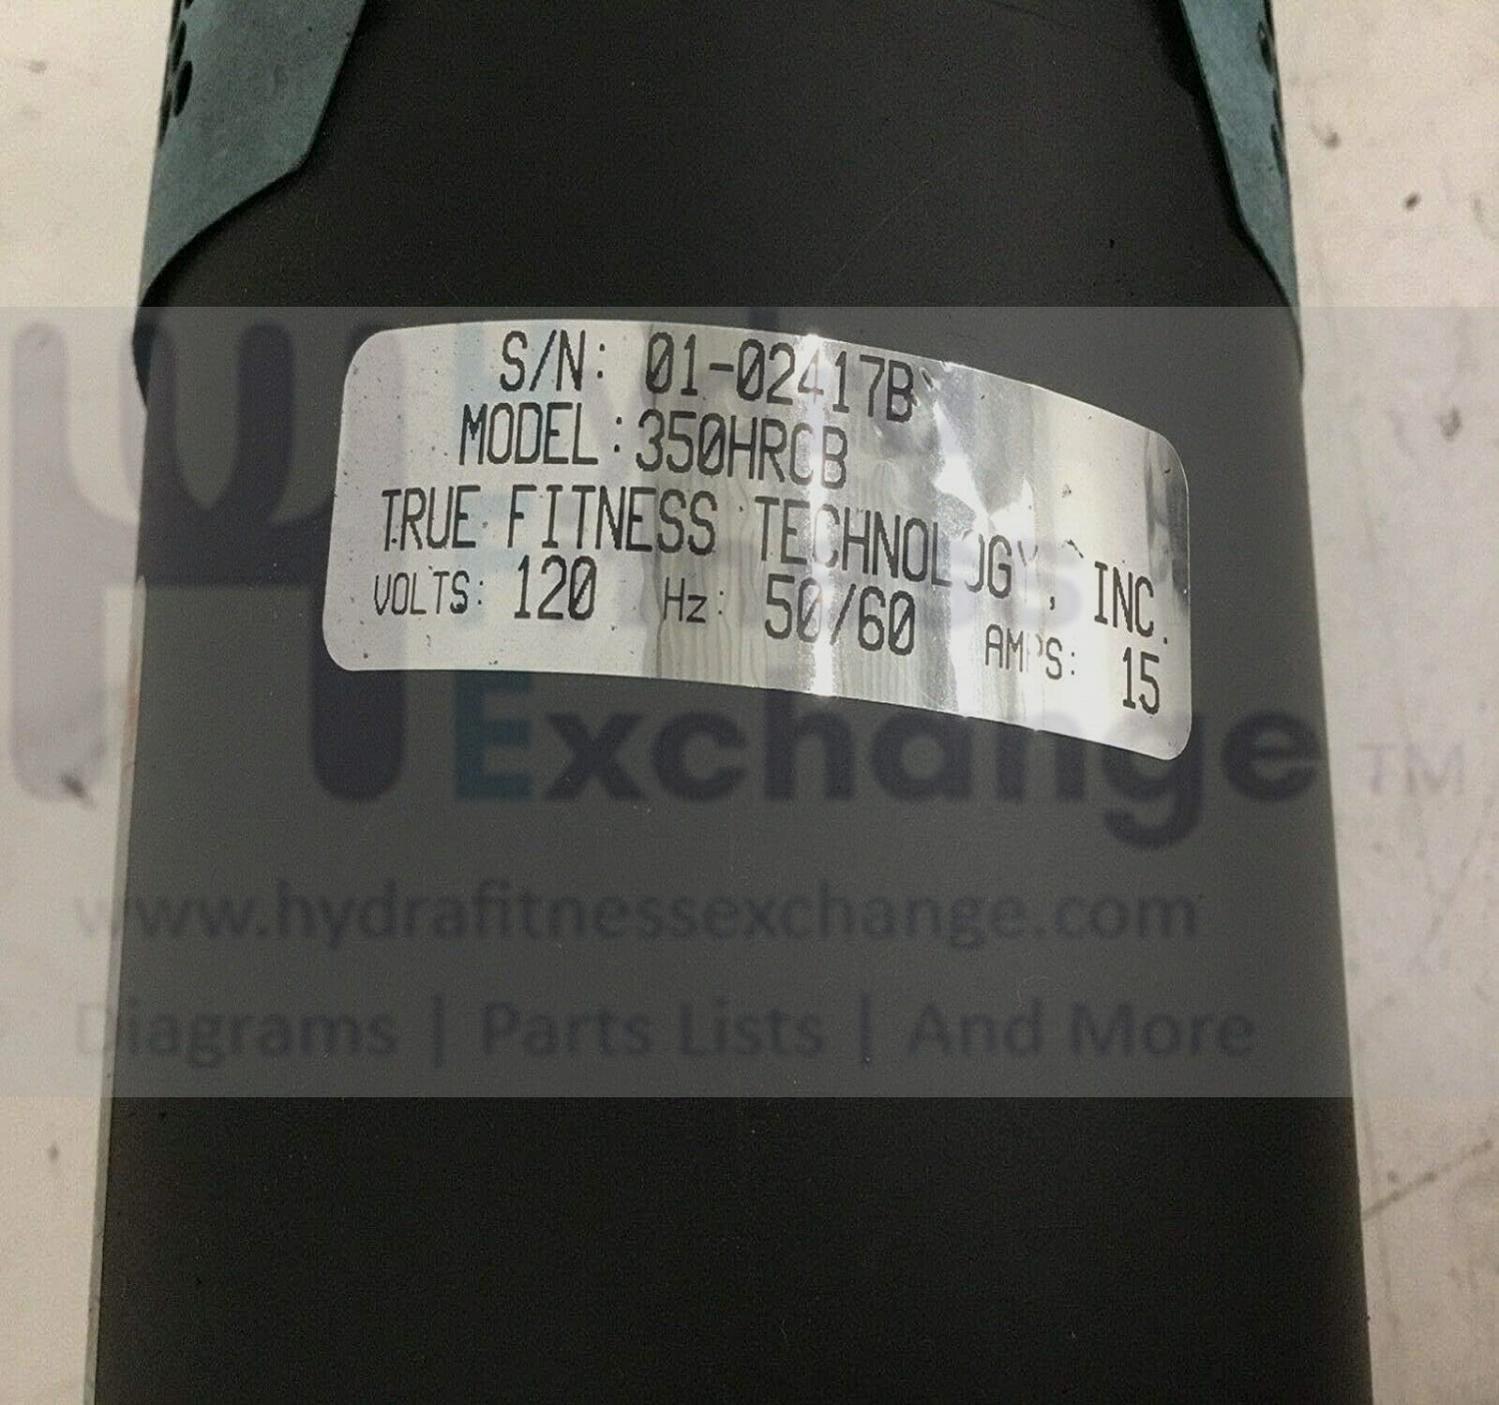 S/N: 01-02417B
MODEL:350HRCB
TRUE FITNESS TECHNOLOGY, INC.
VOLTS: 120 Hz: 50/60 AMPS: 15
Exchange™
www.hydrafitnessexchange.com
Diagrams | Parts Lists | And More